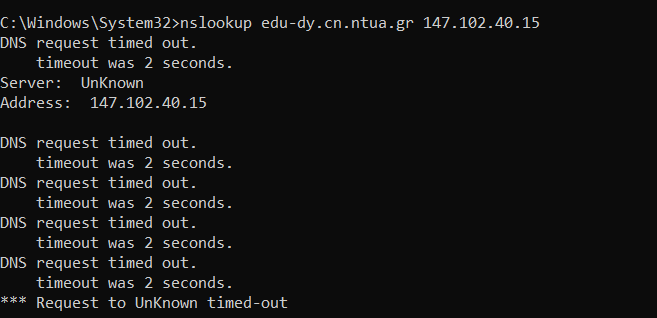 C:\Windows\System32>nslookup edu-dy.cn.ntua.gr 147.102.40.15
DNS request timed out.
    timeout was 2 seconds.
Server:  UnKnown
Address:  147.102.40.15

DNS request timed out.
    timeout was 2 seconds.
DNS request timed out.
    timeout was 2 seconds.
DNS request timed out.
    timeout was 2 seconds.
DNS request timed out.
    timeout was 2 seconds.
*** Request to UnKnown timed-out